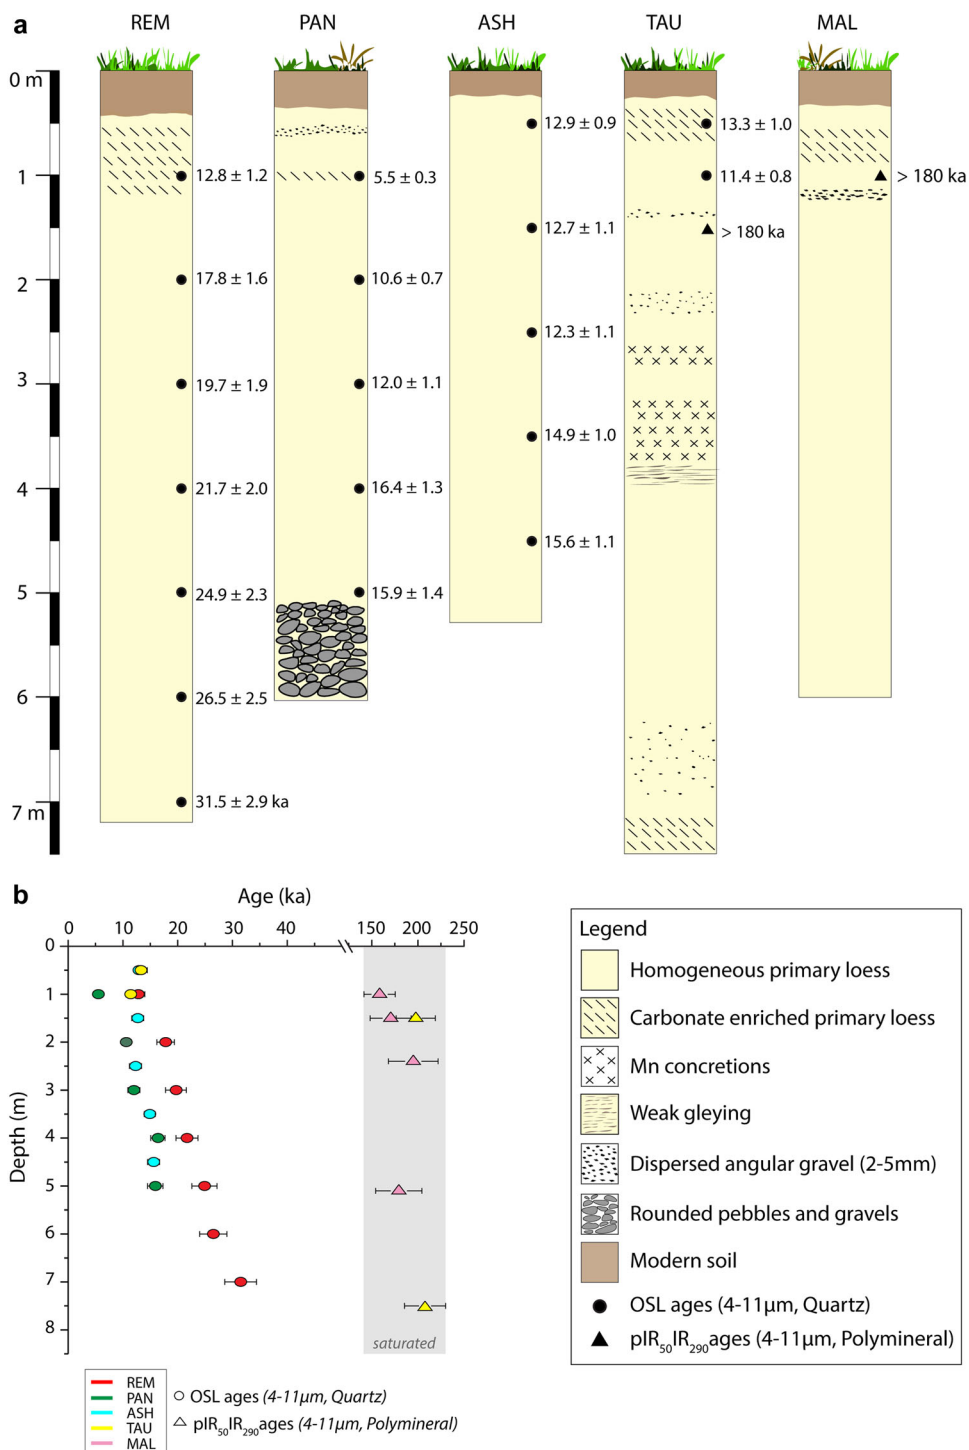 a
REM PAN ASH TAU MAL
0 m
12.9 ± 0.9 13.3 ± 1.0
1 12.8 ± 1.2 5.5 ± 0.3 11.4 ± 0.8 > 180 ka
12.7 ± 1.1 > 180 ka
2 17.8 ± 1.6 10.6 ± 0.7
12.3 ± 1.1
3 19.7 ± 1.9 12.0 ± 1.1
14.9 ± 1.0
4 21.7 ± 2.0 16.4 ± 1.3
15.6 ± 1.1
5 24.9 ± 2.3 15.9 ± 1.4
6 26.5 ± 2.5
7 m 31.5 ± 2.9 ka
b
Age (ka)
0 10 20 30 40 150 200 250
Depth (m)
0
1
2
3
4
5
6
7
8
saturated
REM
PAN
ASH
TAU
MAL
OSL ages (4-11µm, Quartz)
pIR50IR290ages (4-11µm, Polymineral)
Legend
Homogeneous primary loess
Carbonate enriched primary loess
Mn concretions
Weak gleying
Dispersed angular gravel (2-5mm)
Rounded pebbles and gravels
Modern soil
OSL ages (4-11µm, Quartz)
pIR50IR290ages (4-11µm, Polymineral)